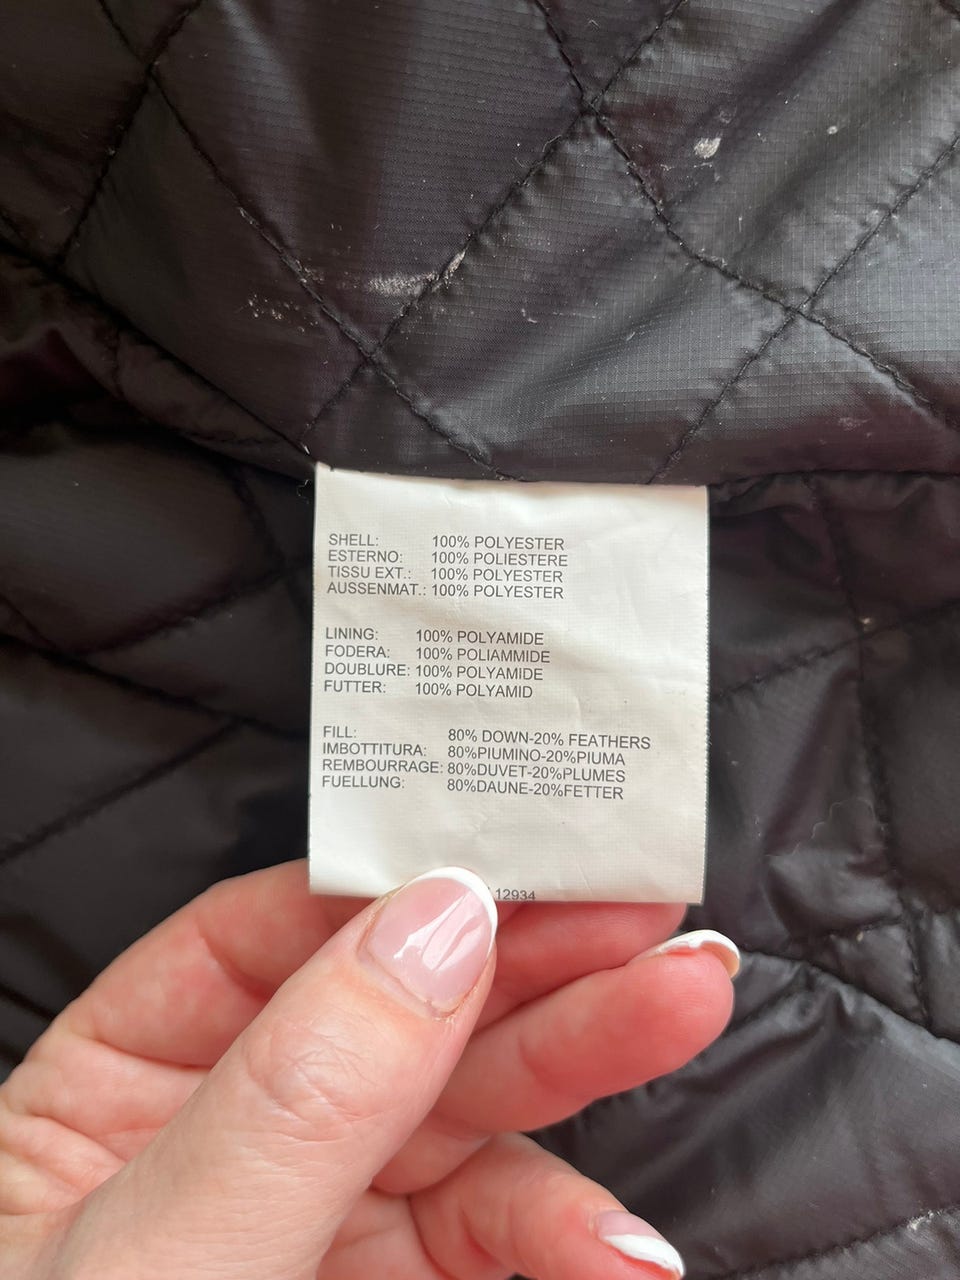 SHELL: 100% POLYESTER
ESTERNO: 100% POLIESTERE
TISSU EXT.: 100% POLYESTER
AUSSENMAT.: 100% POLYESTER
LINING: 100% POLYAMIDE
FODERA: 100% POLIAMMIDE
DOUBLURE: 100% POLYAMIDE
FUTTER: 100% POLYAMID
FILL: 80% DOWN-20% FEATHERS
IMBOTTITURA: 80%PIUMINO-20%PIUMA
REMBOURRAGE: 80%DUVET-20%PLUMES
FUELLUNG: 80%DAUNE-20%FETTER
12934